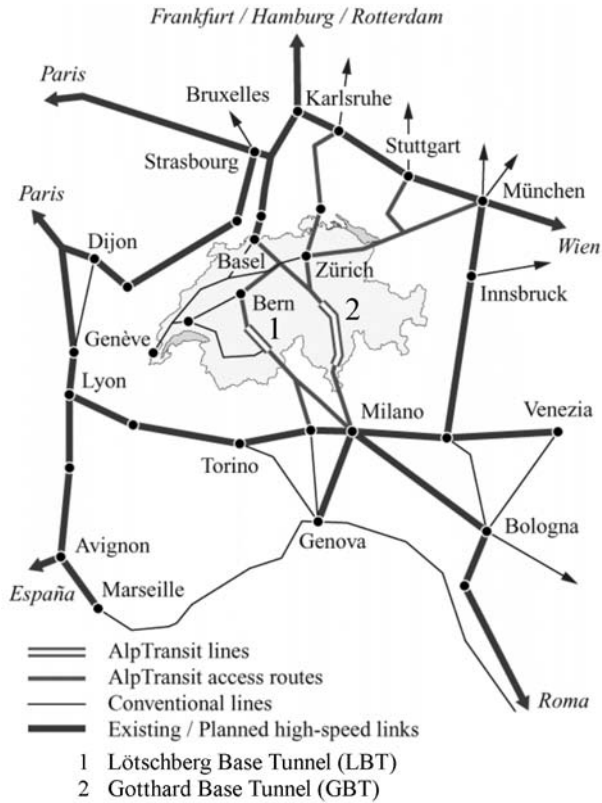 Frankfurt / Hamburg / Rotterdam
Paris
Bruxelles
Karlsruhe
Strasbourg
Stuttgart
Paris
München
Dijon
Wien
Basel
Zürich
Innsbruck
Bern
1
2
Genève
Lyon
Milano
Venezia
Torino
Genova
Bologna
Avignon
España
Marseille
Roma
AlpTransit lines
AlpTransit access routes
Conventional lines
Existing / Planned high-speed links
1 Lötschberg Base Tunnel (LBT)
2 Gotthard Base Tunnel (GBT)